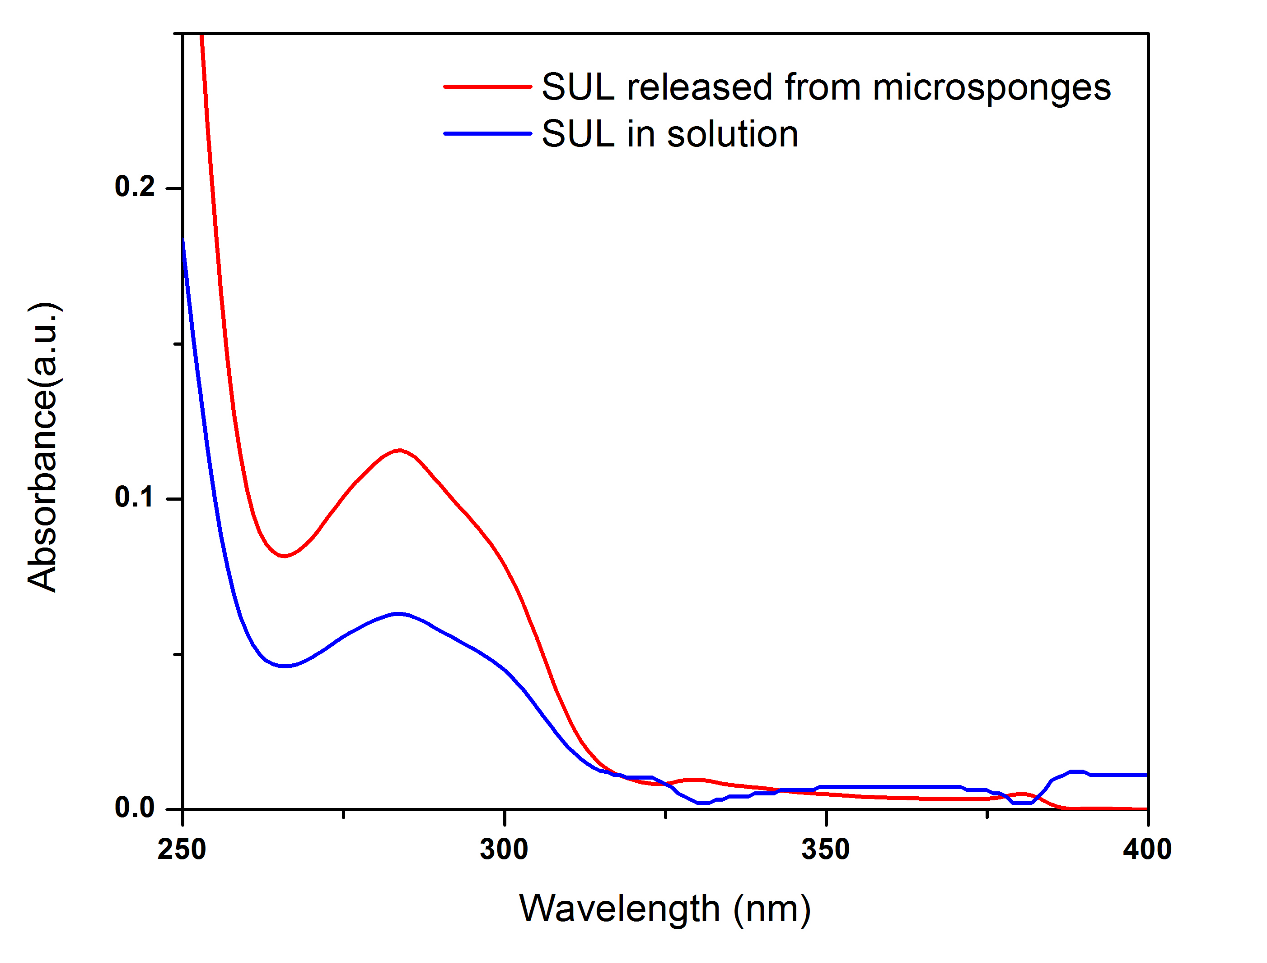 SUL released from microsponges
SUL in solution
0.2
0.1
0.0
Absorbance(a.u.)
250
300
350
400
Wavelength (nm)